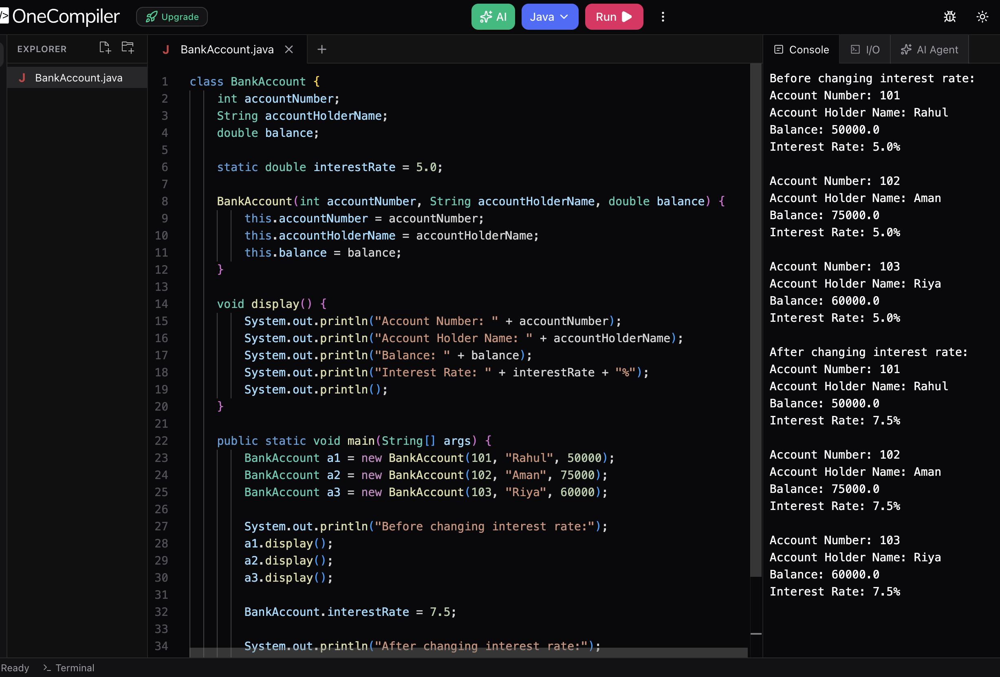 </> OneCompiler
Upgrade
AI
Java
Run
EXPLORER
BankAccount.java
BankAccount.java
Console
I/O
AI Agent
1 class BankAccount {
2     int accountNumber;
3     String accountHolderName;
4     double balance;
5
6     static double interestRate = 5.0;
7
8     BankAccount(int accountNumber, String accountHolderName, double balance) {
9         this.accountNumber = accountNumber;
10         this.accountHolderName = accountHolderName;
11         this.balance = balance;
12     }
13
14     void display() {
15         System.out.println("Account Number: " + accountNumber);
16         System.out.println("Account Holder Name: " + accountHolderName);
17         System.out.println("Balance: " + balance);
18         System.out.println("Interest Rate: " + interestRate + "%");
19         System.out.println();
20     }
21
22     public static void main(String[] args) {
23         BankAccount a1 = new BankAccount(101, "Rahul", 50000);
24         BankAccount a2 = new BankAccount(102, "Aman", 75000);
25         BankAccount a3 = new BankAccount(103, "Riya", 60000);
26
27         System.out.println("Before changing interest rate:");
28         a1.display();
29         a2.display();
30         a3.display();
31
32         BankAccount.interestRate = 7.5;
33
34         System.out.println("After changing interest rate:");
Before changing interest rate:
Account Number: 101
Account Holder Name: Rahul
Balance: 50000.0
Interest Rate: 5.0%
Account Number: 102
Account Holder Name: Aman
Balance: 75000.0
Interest Rate: 5.0%
Account Number: 103
Account Holder Name: Riya
Balance: 60000.0
Interest Rate: 5.0%
After changing interest rate:
Account Number: 101
Account Holder Name: Rahul
Balance: 50000.0
Interest Rate: 7.5%
Account Number: 102
Account Holder Name: Aman
Balance: 75000.0
Interest Rate: 7.5%
Account Number: 103
Account Holder Name: Riya
Balance: 60000.0
Interest Rate: 7.5%
Ready
Terminal